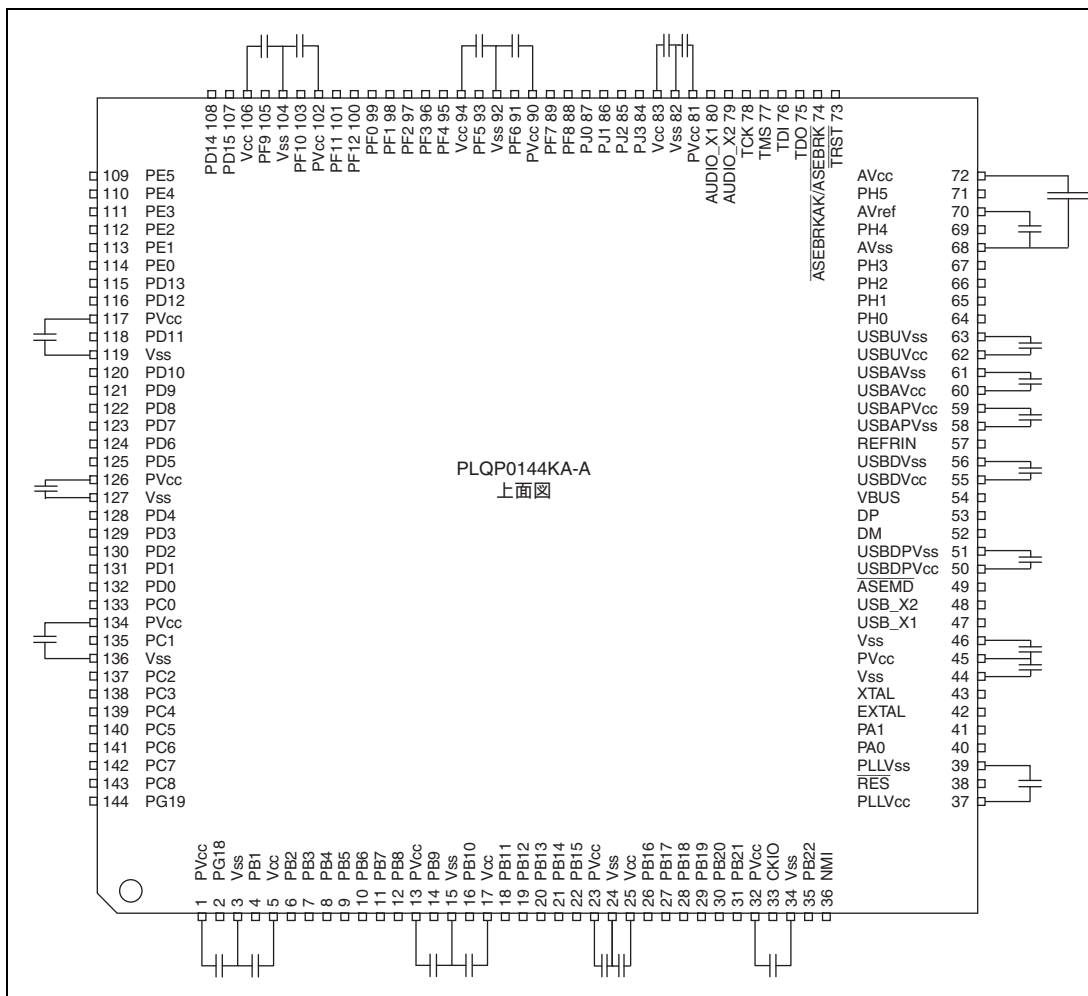 PD14 108
PD15 107
Vcc 106
PF9 105
Vss 104
PF10 103
PVcc 102
PF11 101
PF12 100
PF0 99
PF1 98
PF2 97
PF3 96
PF4 95
Vcc 94
PF5 93
Vss 92
PF6 91
PVcc 90
PF7 89
PF8 88
PJ0 87
PJ1 86
PJ2 85
PJ3 84
Vcc 83
Vss 82
PVcc 81
AUDIO_X1 80
AUDIO_X2 79
TCK 78
TMS 77
TDI 76
TDO 75
ASEBRKAK/ASEBRK 74
TRST 73
109 PE5
110 PE4
111 PE3
112 PE2
113 PE1
114 PE0
115 PD13
116 PD12
117 PVcc
118 PD11
119 Vss
120 PD10
121 PD9
122 PD8
123 PD7
124 PD6
125 PD5
126 PVcc
127 Vss
128 PD4
129 PD3
130 PD2
131 PD1
132 PD0
133 PC0
134 PVcc
135 PC1
136 Vss
137 PC2
138 PC3
139 PC4
140 PC5
141 PC6
142 PC7
143 PC8
144 PG19
PLQP0144KA-A
上面図
AVcc 72
PH5 71
AVref 70
PH4 69
AVss 68
PH3 67
PH2 66
PH1 65
PH0 64
USBUVss 63
USBUVcc 62
USBAVss 61
USBAVcc 60
USBAPVcc 59
USBAPVss 58
REFRIN 57
USBDVss 56
USBDVcc 55
VBUS 54
DP 53
DM 52
USBDPVss 51
USBDPVcc 50
ASEMD 49
USB_X2 48
USB_X1 47
Vss 46
PVcc 45
Vss 44
XTAL 43
EXTAL 42
PA1 41
PA0 40
PLLVss 39
RES 38
PLLVcc 37
1 PVcc
2 PG18
3 Vss
4 PB1
5 Vcc
6 PB2
7 PB3
8 PB4
9 PB5
10 PB6
11 PB7
12 PB8
13 PVcc
14 PB9
15 Vss
16 PB10
17 Vcc
18 PB11
19 PB12
20 PB13
21 PB14
22 PB15
23 PVcc
24 Vss
25 Vcc
26 PB16
27 PB17
28 PB18
29 PB19
30 PB20
31 PB21
32 PVcc
33 CKIO
34 Vss
35 PB22
36 NMI